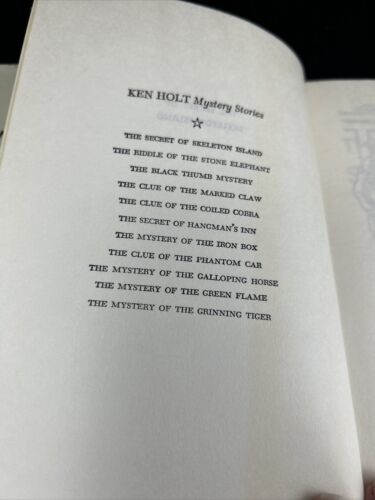 KEN HOLT Mystery Stories
☆
THE SECRET OF SKELETON ISLAND
THE RIDDLE OF THE STONE ELEPHANT
THE BLACK THUMB MYSTERY
THE CLUE OF THE MARKED CLAW
THE CLUE OF THE COILED COBRA
THE SECRET OF HANGMAN'S INN
THE MYSTERY OF THE IRON BOX
THE CLUE OF THE PHANTOM CAR
THE MYSTERY OF THE GALLOPING HORSE
THE MYSTERY OF THE GREEN FLAME
THE MYSTERY OF THE GRINNING TIGER